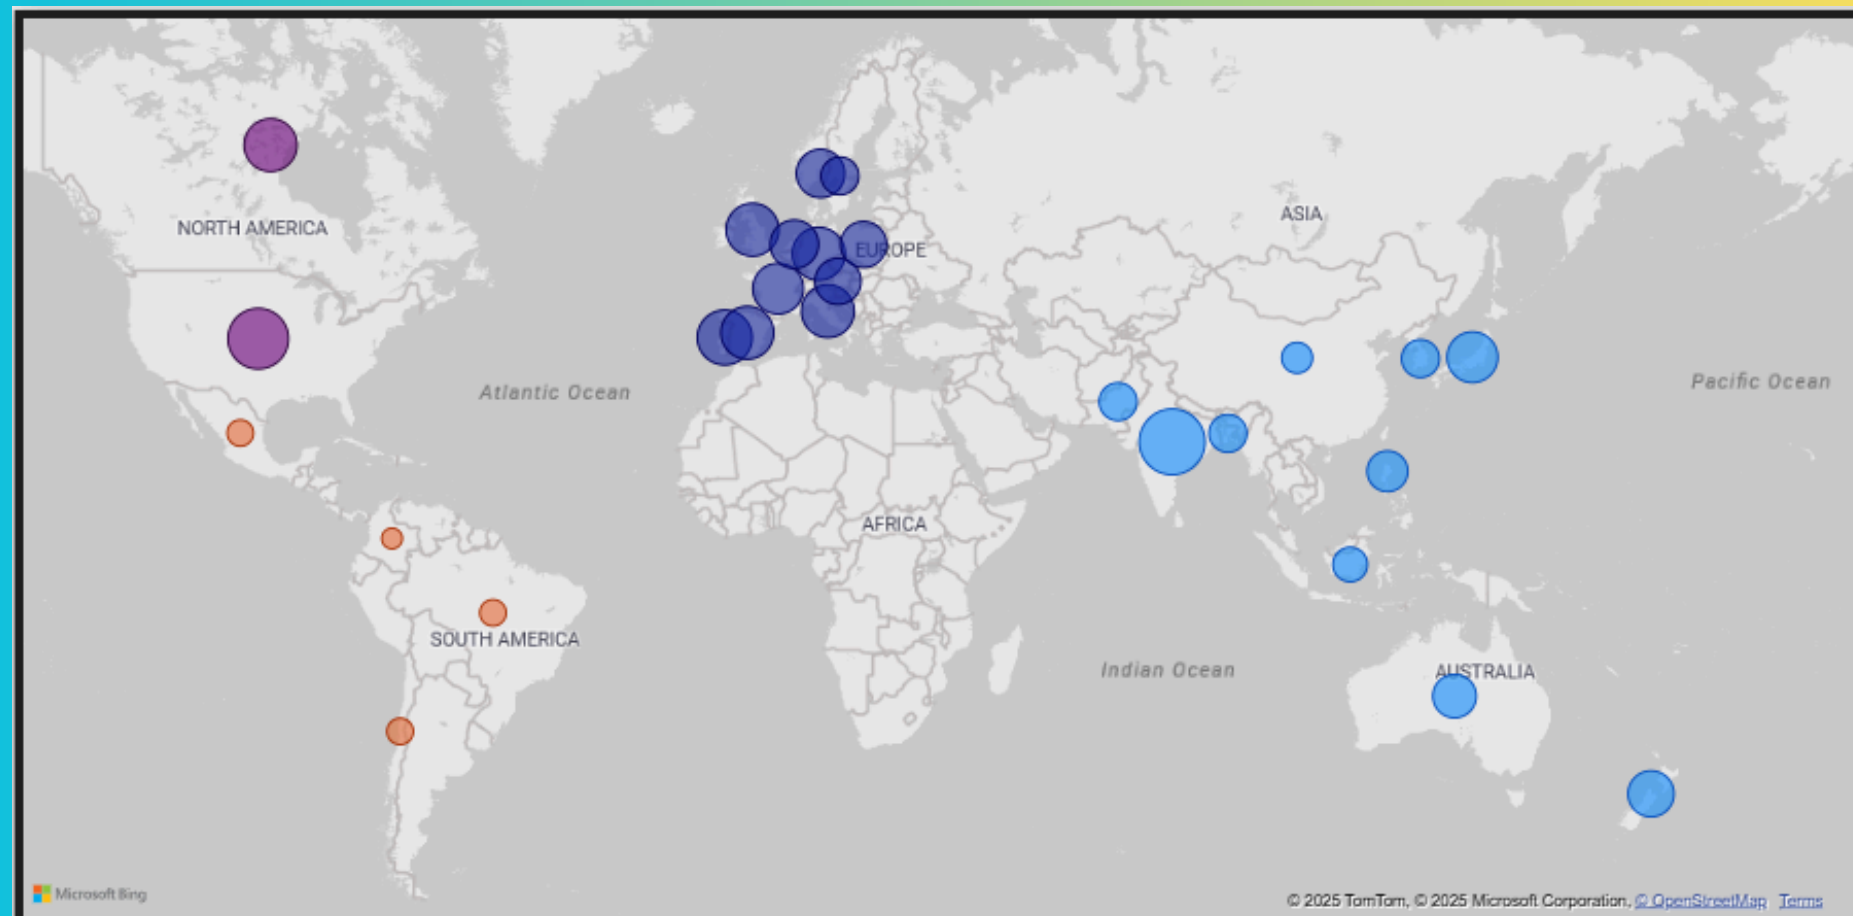 NORTH AMERICA
ASIA
EUROPE
Atlantic Ocean
Pacific Ocean
AFRICA
SOUTH AMERICA
Indian Ocean
AUSTRALIA
Microsoft Bing
© 2025 TomTom, © 2025 Microsoft Corporation, © OpenStreetMap Terms